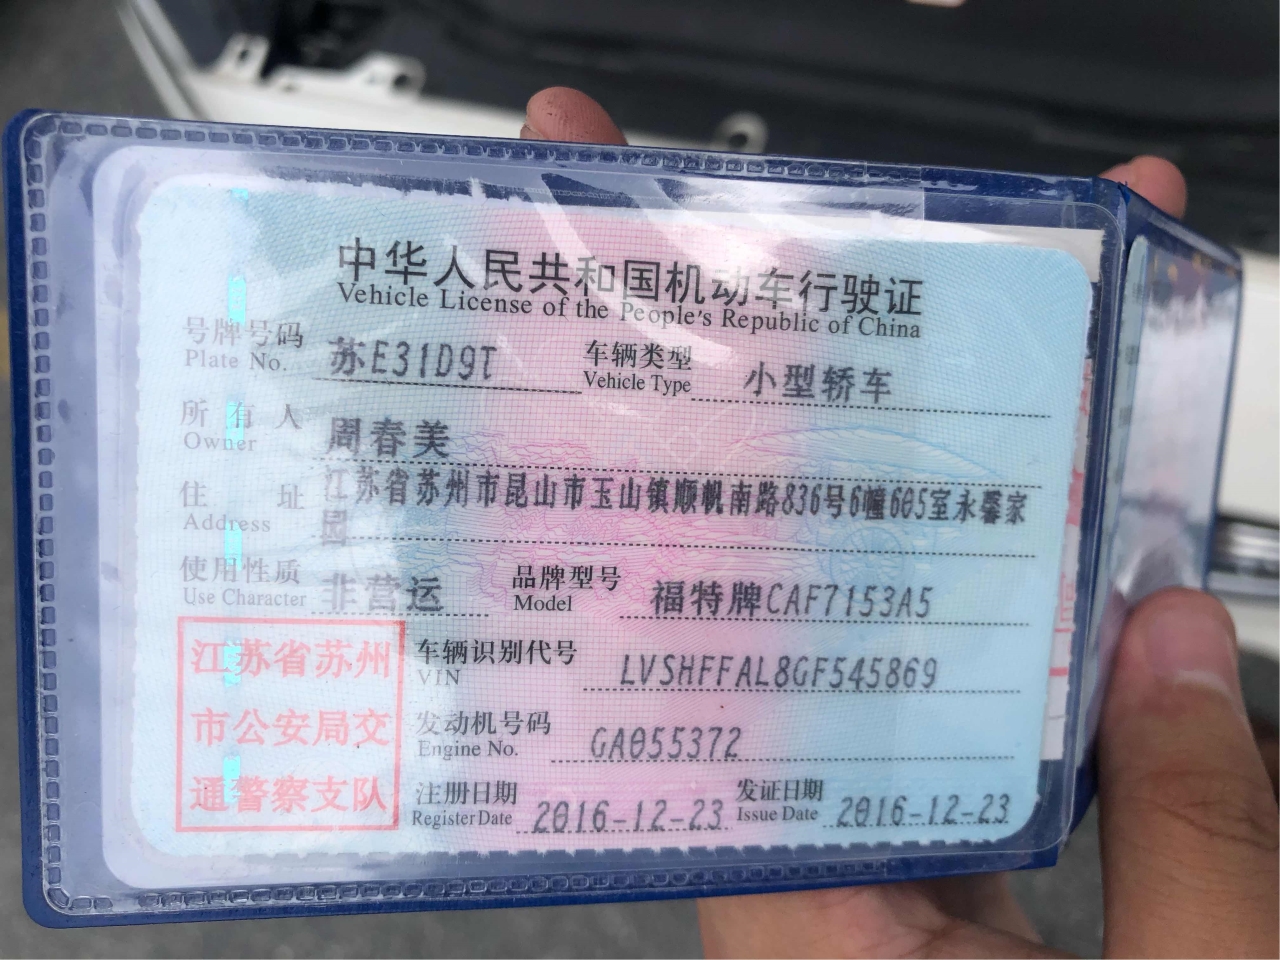 中华人民共和国机动车行驶证
Vehicle License of the People's Republic of China
号牌号码 苏E31D9T 车辆类型 小型轿车
Plate No. Vehicle Type
所有人 周春美
Owner
住址 江苏省苏州市昆山市玉山镇顺帆南路836号6幢605室永馨家
Address 园
使用性质 非营运 品牌型号 福特牌CAF7153A5
Use Character Model
江苏省苏州
市公安局交
通警察支队
车辆识别代号 LVSHFFAL8GF545869
VIN
发动机号码 GA055372
Engine No.
注册日期 2016-12-23 发证日期 2016-12-23
Register Date Issue Date